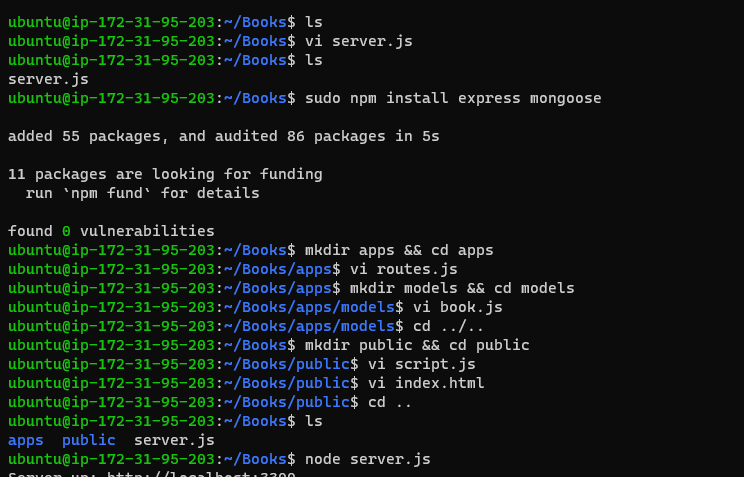 ubuntu@ip-172-31-95-203:~/Books$ ls
ubuntu@ip-172-31-95-203:~/Books$ vi server.js
ubuntu@ip-172-31-95-203:~/Books$ ls
server.js
ubuntu@ip-172-31-95-203:~/Books$ sudo npm install express mongoose
added 55 packages, and audited 86 packages in 5s
11 packages are looking for funding
  run `npm fund` for details
found 0 vulnerabilities
ubuntu@ip-172-31-95-203:~/Books$ mkdir apps && cd apps
ubuntu@ip-172-31-95-203:~/Books/apps$ vi routes.js
ubuntu@ip-172-31-95-203:~/Books/apps$ mkdir models && cd models
ubuntu@ip-172-31-95-203:~/Books/apps/models$ vi book.js
ubuntu@ip-172-31-95-203:~/Books/apps/models$ cd ../..
ubuntu@ip-172-31-95-203:~/Books$ mkdir public && cd public
ubuntu@ip-172-31-95-203:~/Books/public$ vi script.js
ubuntu@ip-172-31-95-203:~/Books/public$ vi index.html
ubuntu@ip-172-31-95-203:~/Books/public$ cd ..
ubuntu@ip-172-31-95-203:~/Books$ ls
apps  public  server.js
ubuntu@ip-172-31-95-203:~/Books$ node server.js
Server up: http://localhost:3300